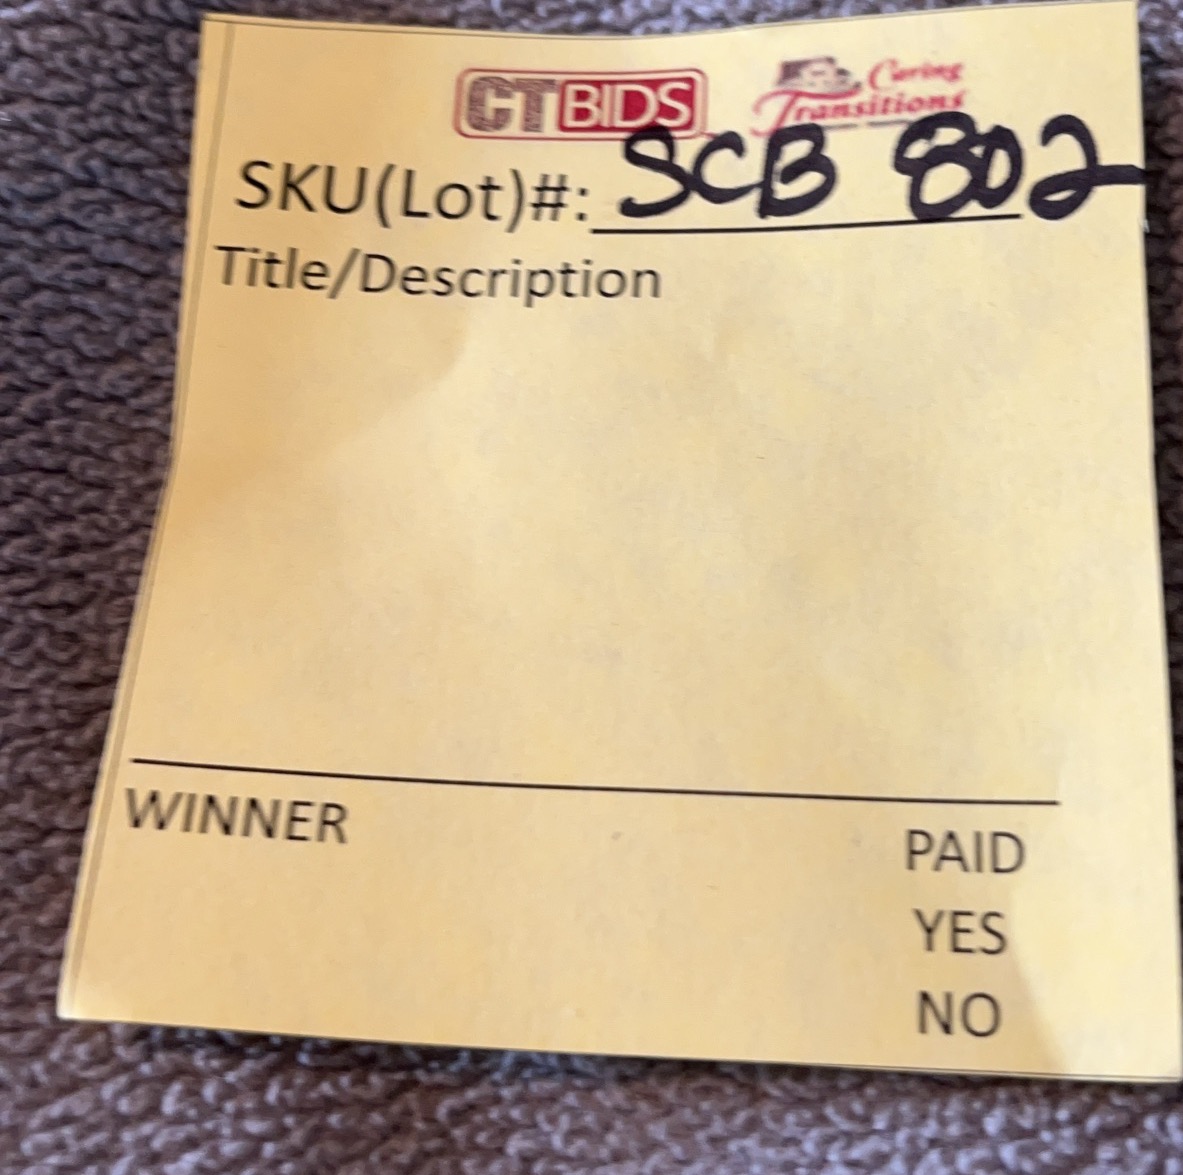 CTBIDS Caring
Transitions
SKU(Lot)#: SCB 802
Title/Description
WINNER
PAID
YES
NO